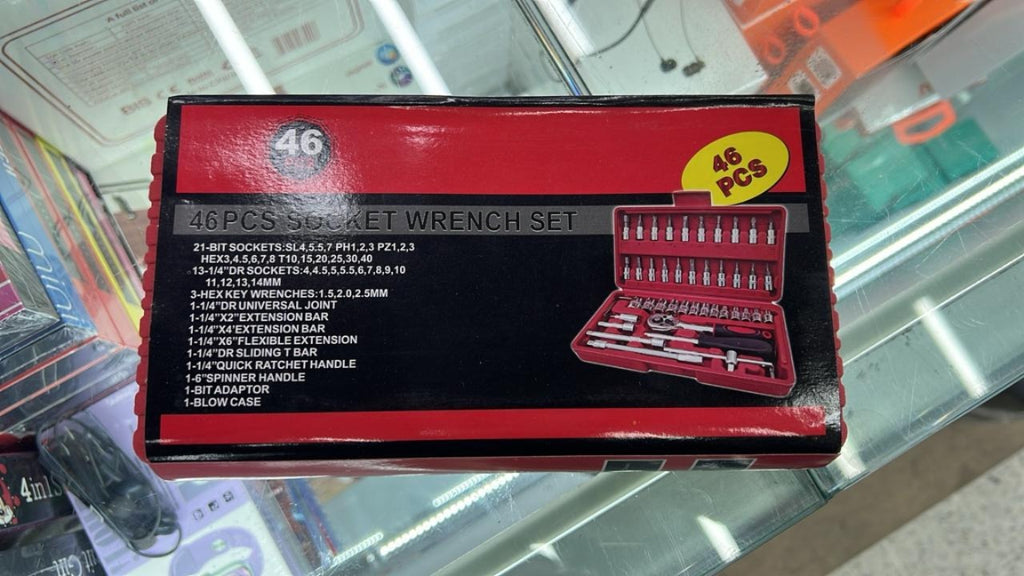 A full list o
46
46
PCS
46PCS SOCKET WRENCH SET
21-BIT SOCKETS:SL4,5.5,7 PH1,2,3 PZ1,2,3
HEX3,4,5,6,7,8 T10,15,20,25,30,40
13-1/4"DR SOCKETS:4,4.5,5,5.5,6,7,8,9,10
11,12,13,14MM
3-HEX KEY WRENCHES:1.5,2.0,2.5MM
1-1/4"DR UNIVERSAL JOINT
1-1/4"X2"EXTENSION BAR
1-1/4"X4"EXTENSION BAR
1-1/4"X6"FLEXIBLE EXTENSION
1-1/4"DR SLIDING T BAR
1-1/4"QUICK RATCHET HANDLE
1-6"SPINNER HANDLE
1-BIT ADAPTOR
1-BLOW CASE
4in1